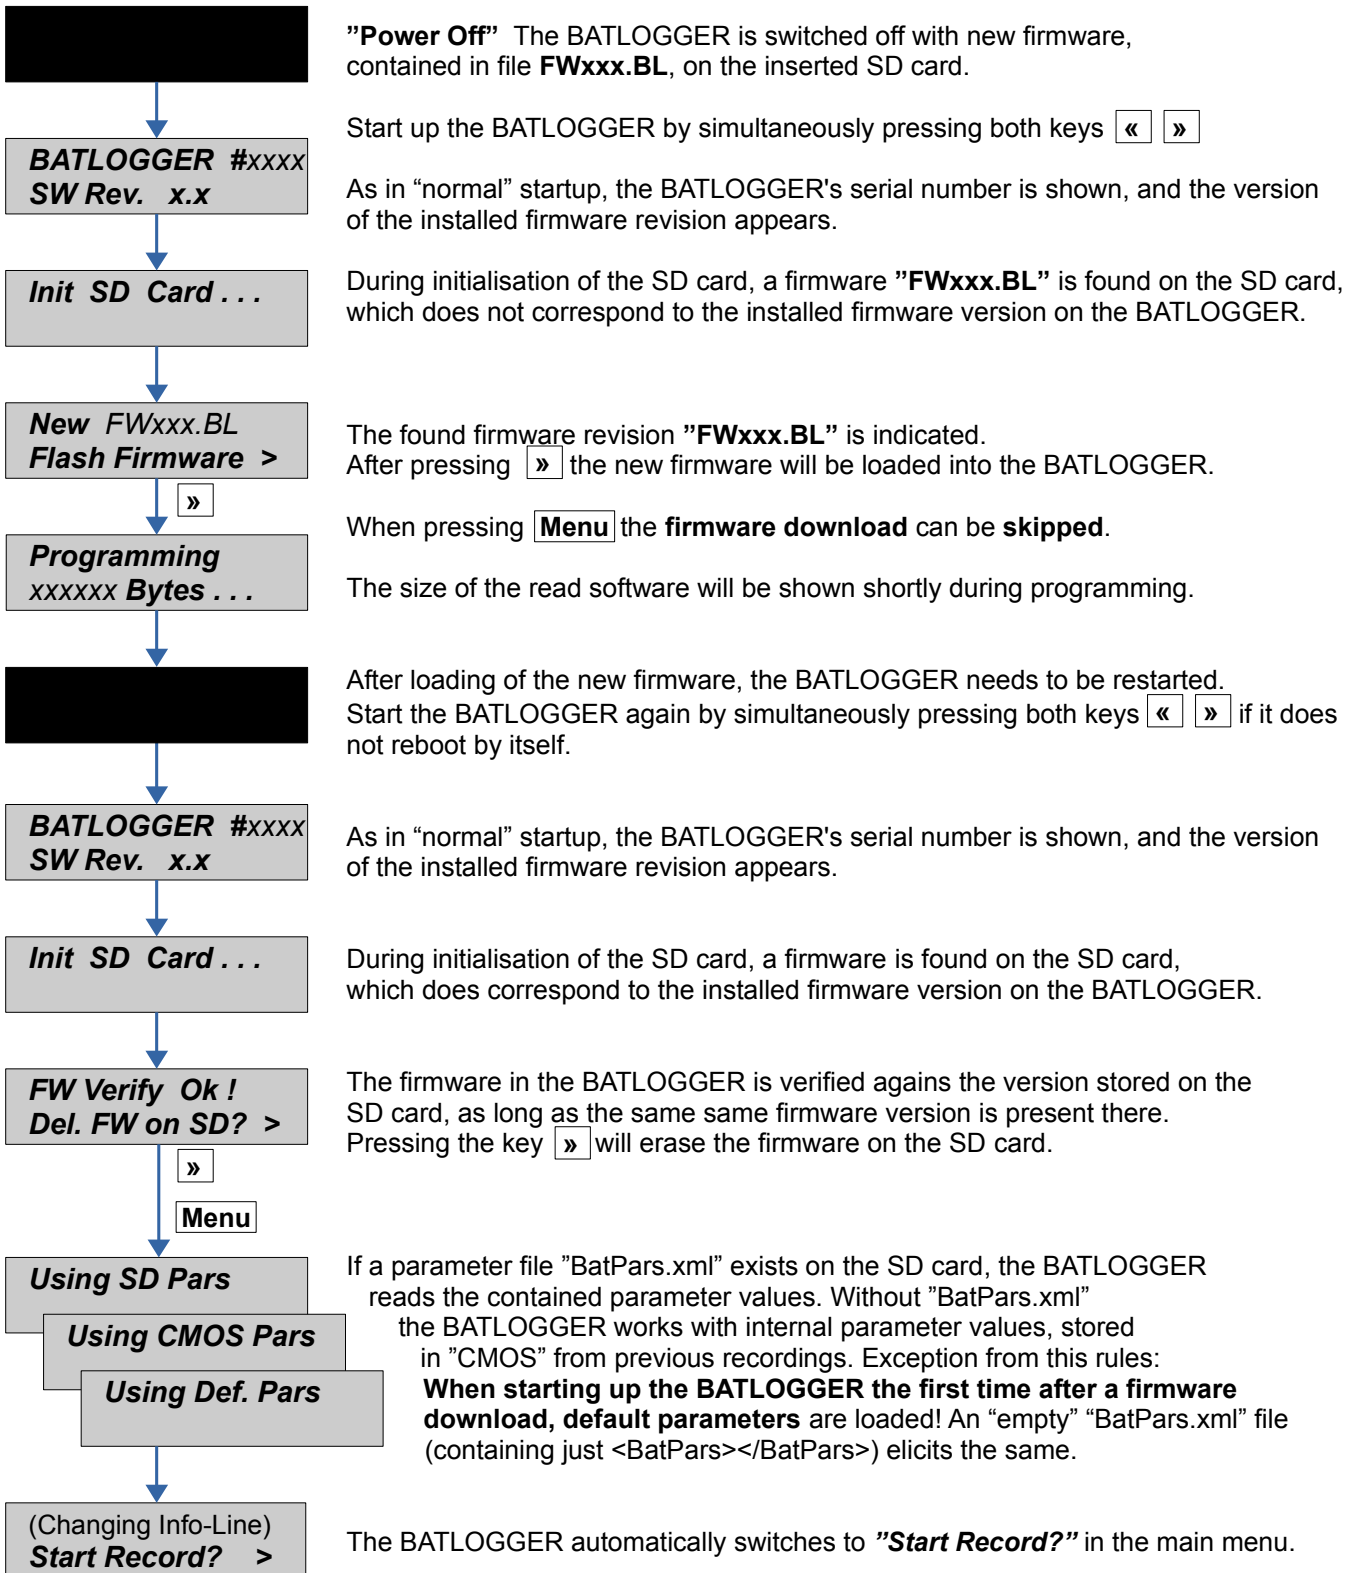 ”Power Off” The BATLOGGER is switched off with new firmware,
contained in file FWxxx.BL, on the inserted SD card.
Start up the BATLOGGER by simultaneously pressing both keys « »
BATLOGGER #xxxx
SW Rev. x.x
As in “normal” startup, the BATLOGGER's serial number is shown, and the version
of the installed firmware revision appears.
Init SD Card . . .
During initialisation of the SD card, a firmware ”FWxxx.BL” is found on the SD card,
which does not correspond to the installed firmware version on the BATLOGGER.
New FWxxx.BL
Flash Firmware >
The found firmware revision ”FWxxx.BL” is indicated.
After pressing » the new firmware will be loaded into the BATLOGGER.
»
When pressing Menu the firmware download can be skipped.
Programming
xxxxxx Bytes . . .
The size of the read software will be shown shortly during programming.
After loading of the new firmware, the BATLOGGER needs to be restarted.
Start the BATLOGGER again by simultaneously pressing both keys « » if it does
not reboot by itself.
BATLOGGER #xxxx
SW Rev. x.x
As in “normal” startup, the BATLOGGER's serial number is shown, and the version
of the installed firmware revision appears.
Init SD Card . . .
During initialisation of the SD card, a firmware is found on the SD card,
which does correspond to the installed firmware version on the BATLOGGER.
FW Verify Ok !
Del. FW on SD? >
The firmware in the BATLOGGER is verified agains the version stored on the
SD card, as long as the same same firmware version is present there.
Pressing the key » will erase the firmware on the SD card.
»
Menu
Using SD Pars
Using CMOS Pars
Using Def. Pars
If a parameter file ”BatPars.xml” exists on the SD card, the BATLOGGER
reads the contained parameter values. Without ”BatPars.xml”
the BATLOGGER works with internal parameter values, stored
in ”CMOS” from previous recordings. Exception from this rules:
When starting up the BATLOGGER the first time after a firmware
download, default parameters are loaded! An “empty” “BatPars.xml” file
(containing just <BatPars></BatPars>) elicits the same.
(Changing Info-Line)
Start Record? >
The BATLOGGER automatically switches to ”Start Record?” in the main menu.